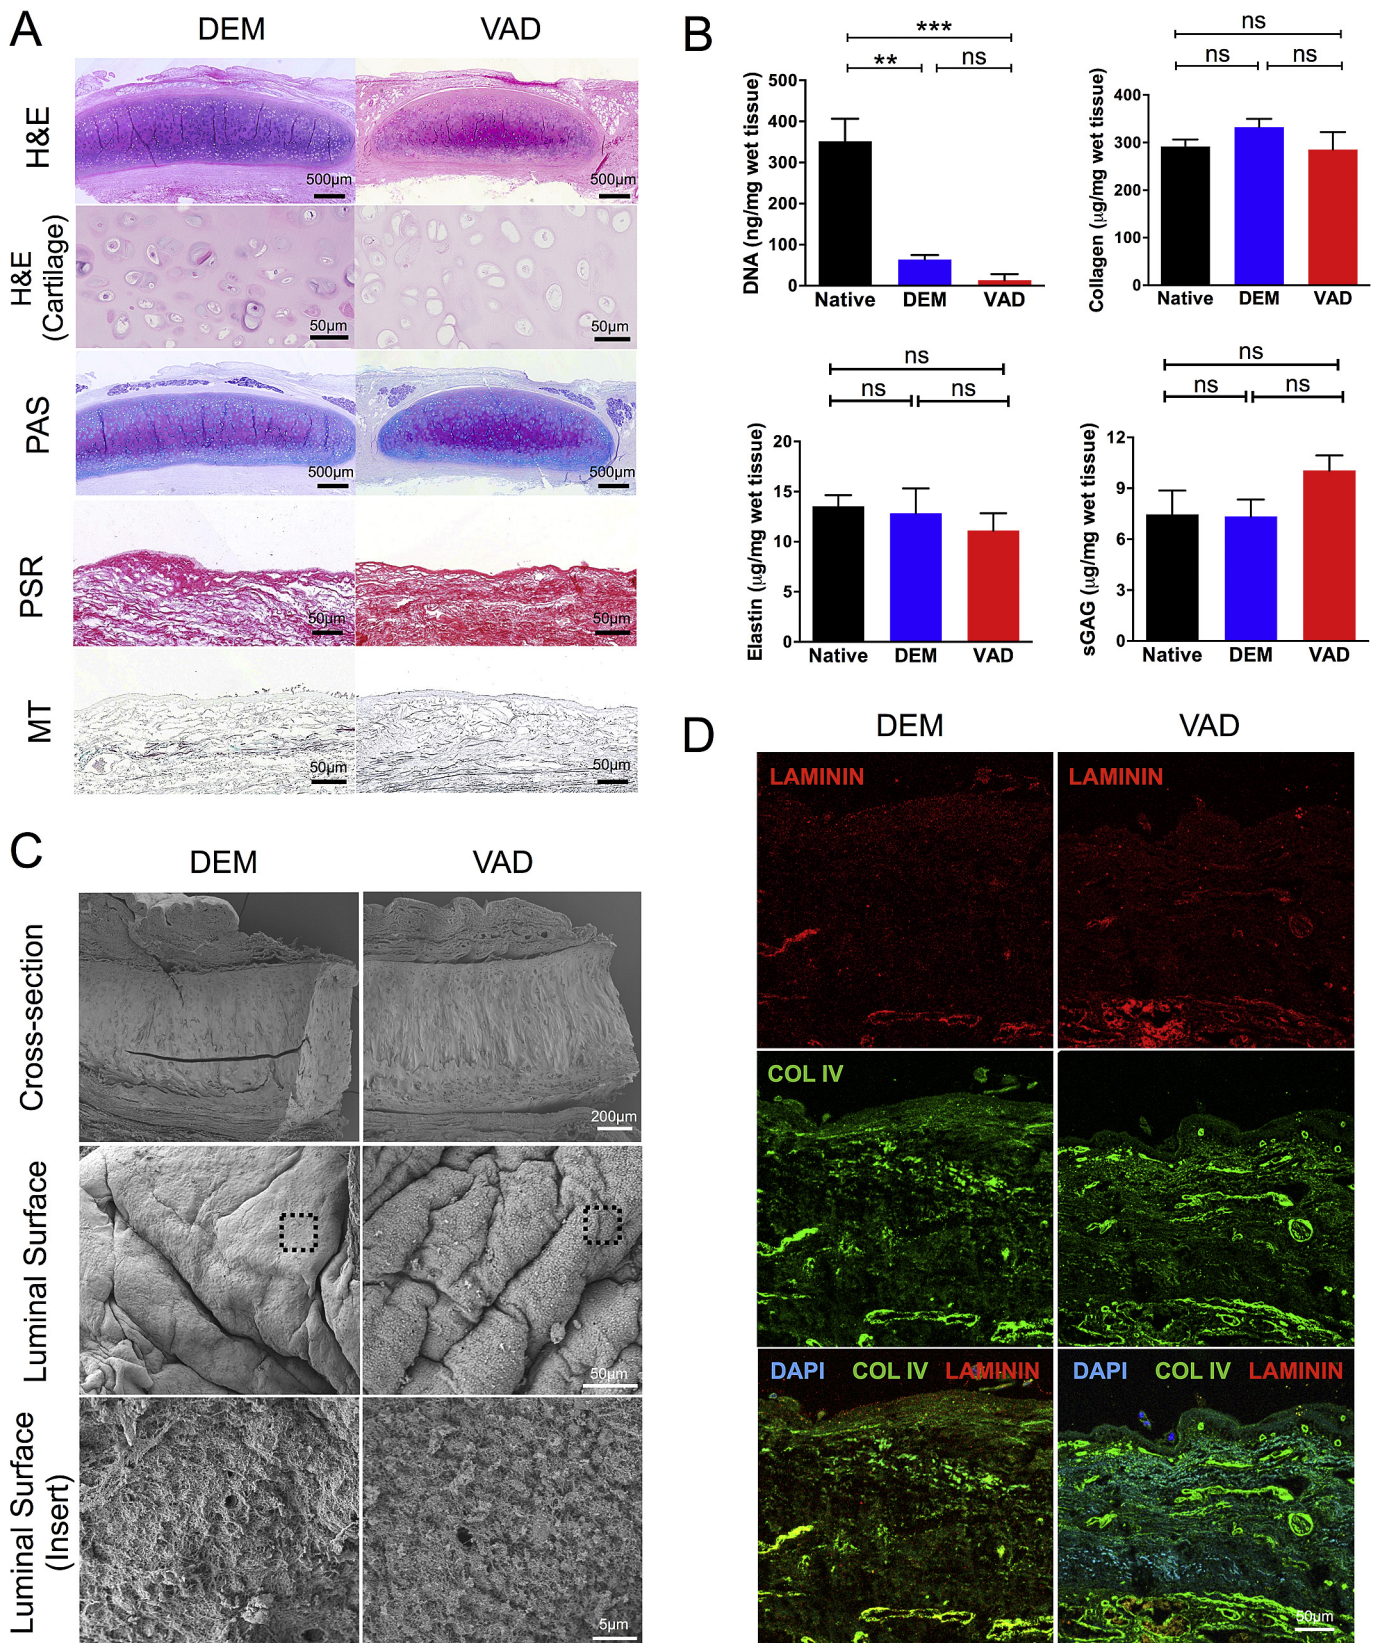 A
DEM
VAD
H&E
500µm
500µm
H&E
(Cartilage)
50µm
50µm
PAS
500µm
500µm
PSR
50µm
50µm
MT
50µm
50µm
B
***
**
ns
DNA (ng/mg wet tissue)
500
400
300
200
100
0
Native
DEM
VAD
ns
ns
ns
Collagen (µg/mg wet tissue)
400
300
200
100
0
Native
DEM
VAD
ns
ns
ns
Elastin (µg/mg wet tissue)
20
15
10
5
0
Native
DEM
VAD
ns
ns
ns
sGAG (µg/mg wet tissue)
12
9
6
3
0
Native
DEM
VAD
C
DEM
VAD
Cross-section
200µm
Luminal Surface
50µm
Luminal Surface
(Insert)
5µm
D
DEM
VAD
LAMININ
LAMININ
COL IV
DAPI COL IV LAMININ
DAPI COL IV LAMININ
50µm